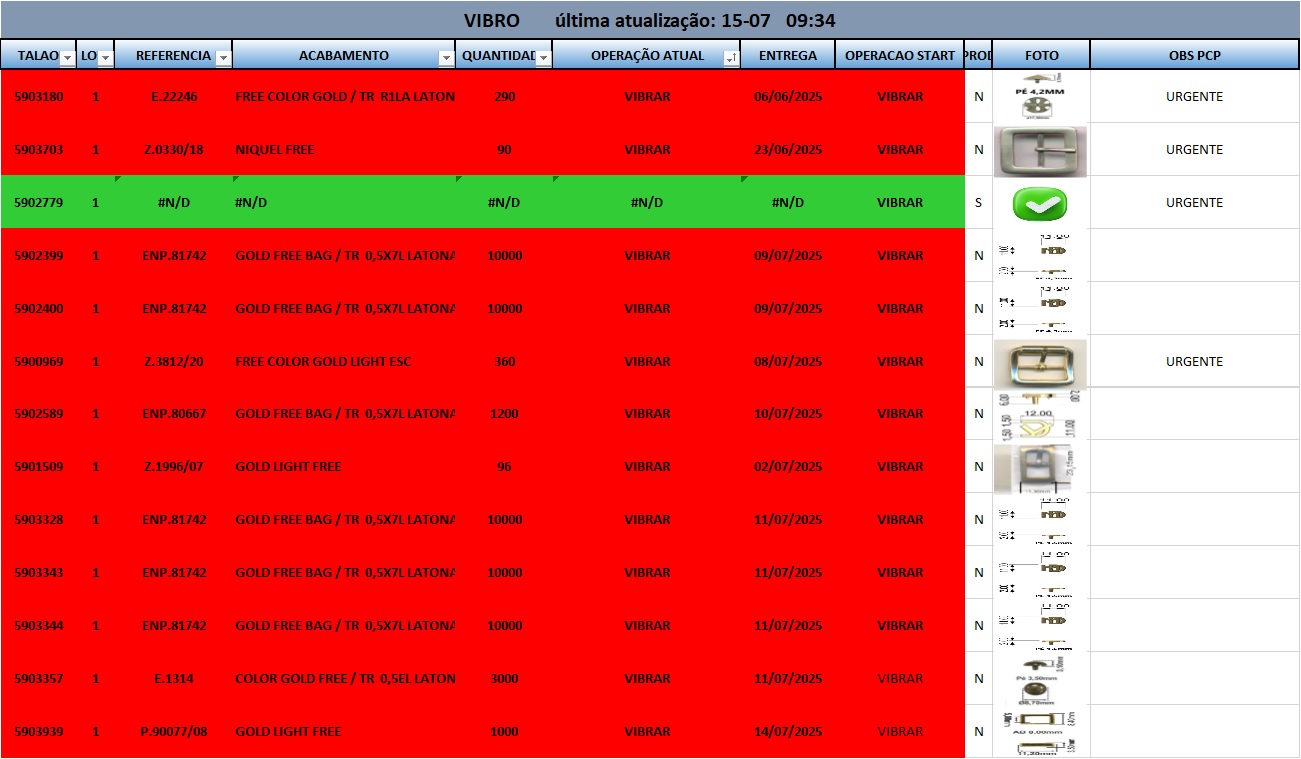 VIBRO última atualização: 15-07 09:34
TALAO LO REFERENCIA ACABAMENTO QUANTIDAD OPERAÇÃO ATUAL ENTREGA OPERACAO START PROD FOTO OBS PCP
5903180 1 E.22246 FREE COLOR GOLD / TR R1LA LATON 290 VIBRAR 06/06/2025 VIBRAR N PÉ 4,2MM URGENTE
5903703 1 Z.0330/18 NIQUEL FREE 90 VIBRAR 23/06/2025 VIBRAR N URGENTE
5902779 1 #N/D #N/D #N/D #N/D #N/D VIBRAR S URGENTE
5902399 1 ENP.81742 GOLD FREE BAG / TR 0,5X7L LATONA 10000 VIBRAR 09/07/2025 VIBRAR N
5902400 1 ENP.81742 GOLD FREE BAG / TR 0,5X7L LATONA 10000 VIBRAR 09/07/2025 VIBRAR N
5900969 1 Z.3812/20 FREE COLOR GOLD LIGHT ESC 360 VIBRAR 08/07/2025 VIBRAR N URGENTE
5902589 1 ENP.80667 GOLD FREE BAG / TR 0,5X7L LATONA 1200 VIBRAR 10/07/2025 VIBRAR N 6,00 12.00 1,50 1,50 11.00
5901509 1 Z.1996/07 GOLD LIGHT FREE 96 VIBRAR 02/07/2025 VIBRAR N
5903328 1 ENP.81742 GOLD FREE BAG / TR 0,5X7L LATONA 10000 VIBRAR 11/07/2025 VIBRAR N
5903343 1 ENP.81742 GOLD FREE BAG / TR 0,5X7L LATONA 10000 VIBRAR 11/07/2025 VIBRAR N
5903344 1 ENP.81742 GOLD FREE BAG / TR 0,5X7L LATONA 10000 VIBRAR 11/07/2025 VIBRAR N
5903357 1 E.1314 COLOR GOLD FREE / TR 0,5EL LATON 3000 VIBRAR 11/07/2025 VIBRAR N Pé 3,50mm Ø8,70mm
5903939 1 P.90077/08 GOLD LIGHT FREE 1000 VIBRAR 14/07/2025 VIBRAR N AD 8.00mm 11,20mm